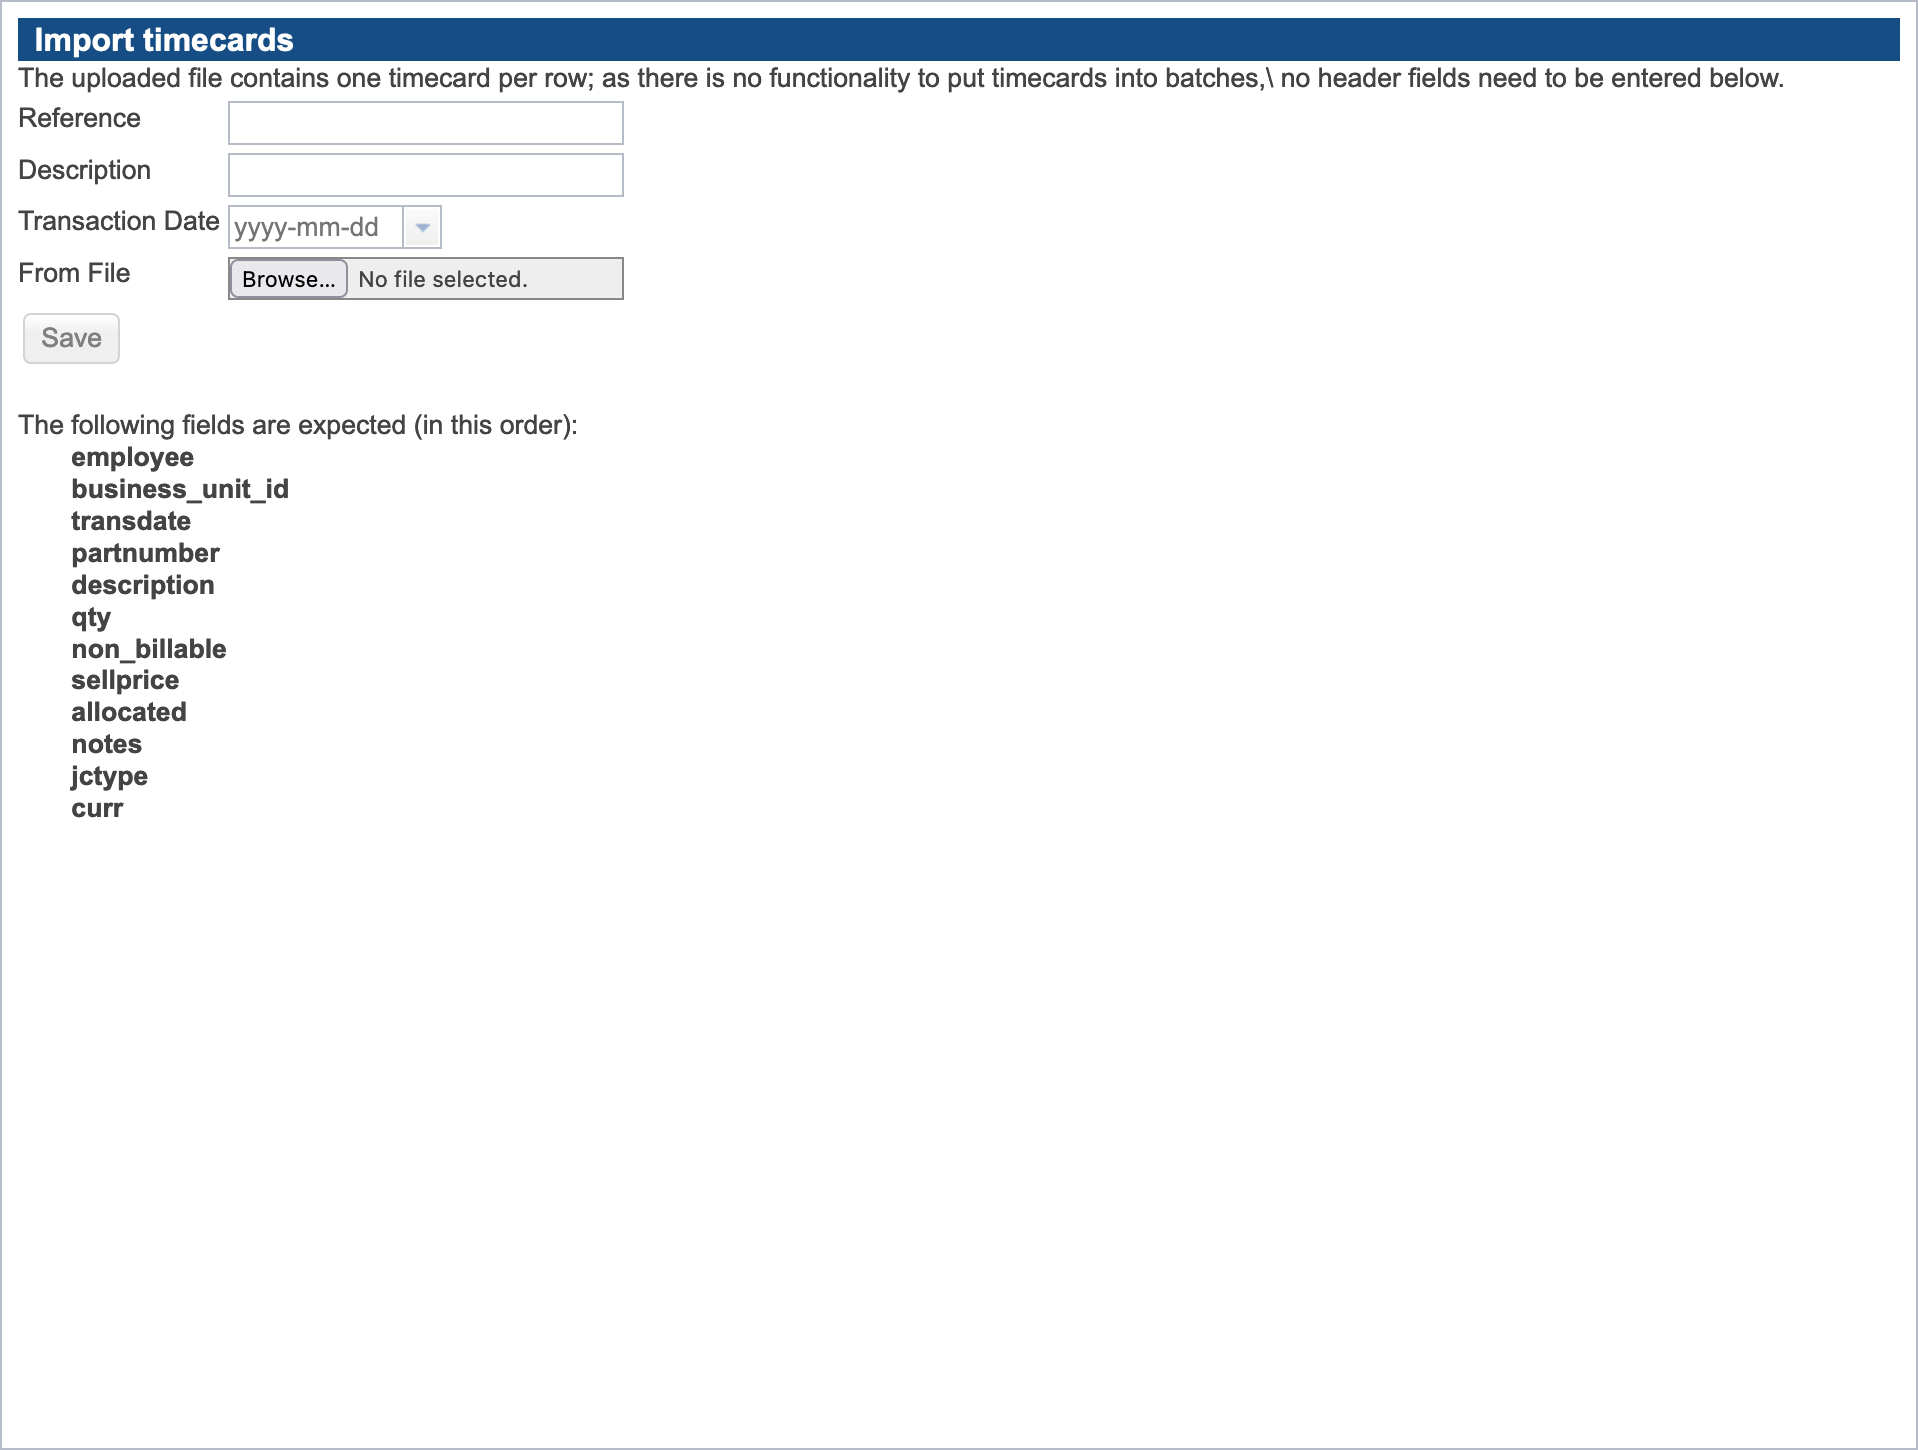 Import timecards
The uploaded file contains one timecard per row; as there is no functionality to put timecards into batches,\ no header fields need to be entered below.
Reference
Description
Transaction Date yyyy-mm-dd
From File Browse... No file selected.
Save
The following fields are expected (in this order):
employee
business_unit_id
transdate
partnumber
description
qty
non_billable
sellprice
allocated
notes
jctype
curr